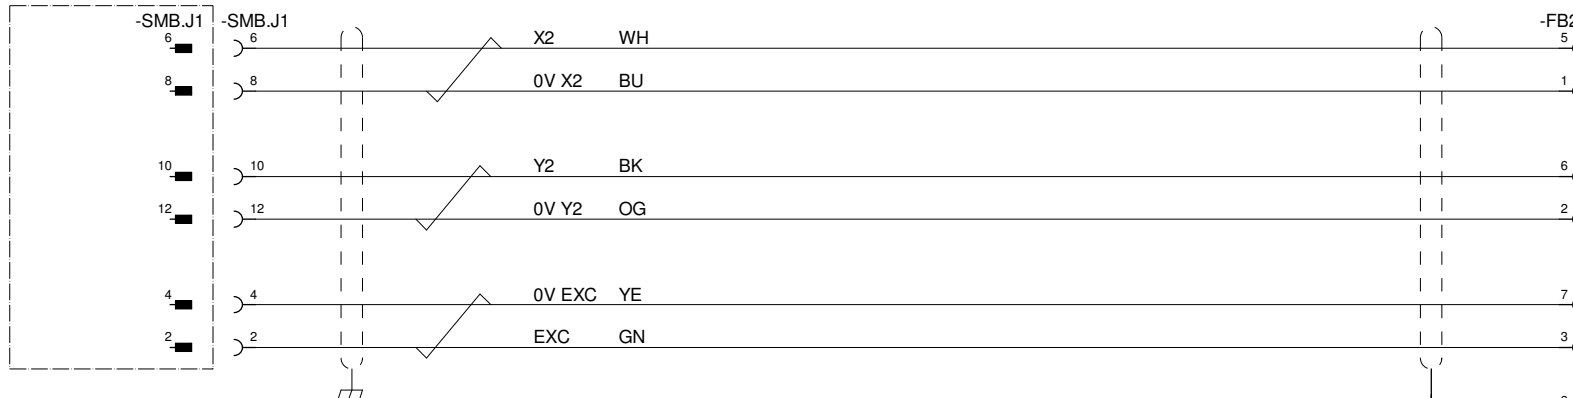 -SMB.J1 -SMB.J1 -FB2
6 6 X2 WH 5
8 8 0V X2 BU 1
10 10 Y2 BK 6
12 12 0V Y2 OG 2
4 4 0V EXC YE 7
2 2 EXC GN 3